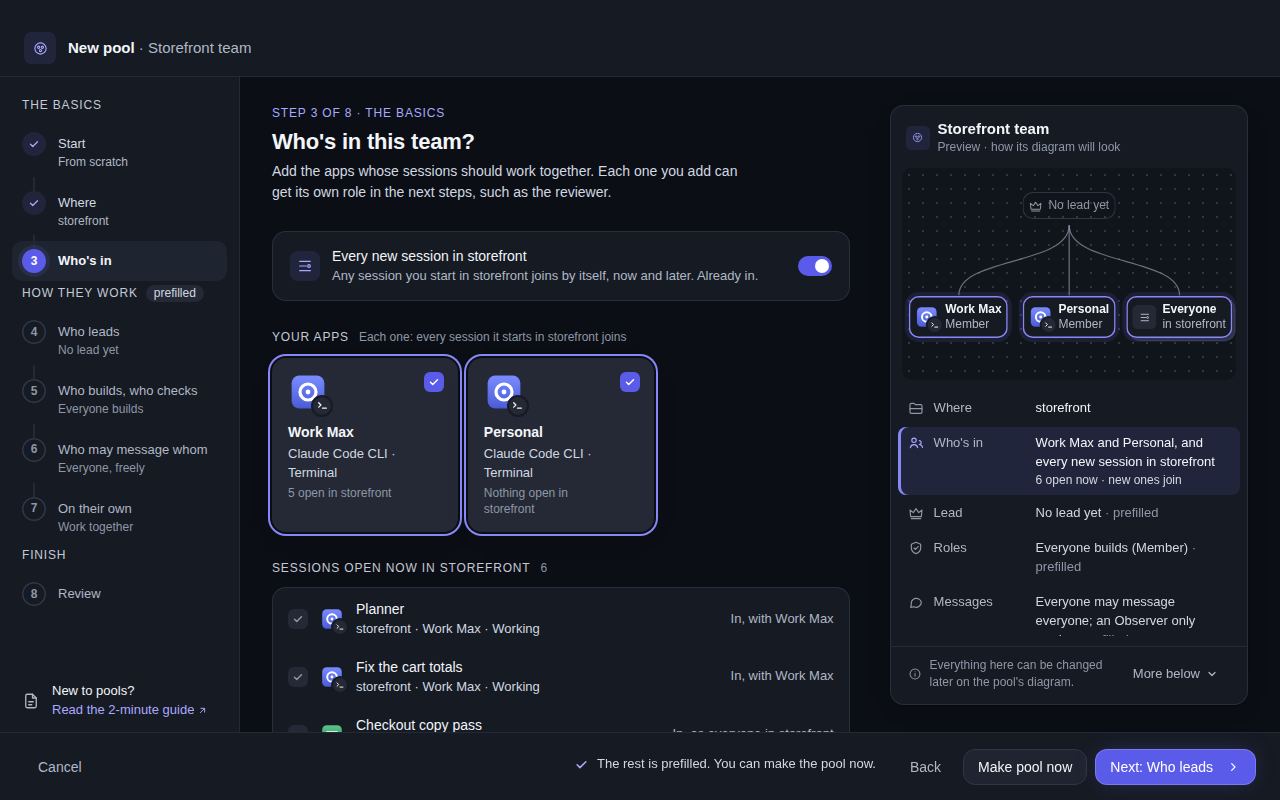 New pool · Storefront team
THE BASICS
Start
From scratch
Where
storefront
3
Who's in
HOW THEY WORK prefilled
4
Who leads
No lead yet
5
Who builds, who checks
Everyone builds
6
Who may message whom
Everyone, freely
7
On their own
Work together
FINISH
8
Review
New to pools?
Read the 2-minute guide
STEP 3 OF 8 · THE BASICS
Who's in this team?
Add the apps whose sessions should work together. Each one you add can
get its own role in the next steps, such as the reviewer.
Every new session in storefront
Any session you start in storefront joins by itself, now and later. Already in.
YOUR APPS Each one: every session it starts in storefront joins
Work Max
Claude Code CLI ·
Terminal
5 open in storefront
Personal
Claude Code CLI ·
Terminal
Nothing open in
storefront
SESSIONS OPEN NOW IN STOREFRONT 6
Planner
storefront · Work Max · Working
In, with Work Max
Fix the cart totals
storefront · Work Max · Working
In, with Work Max
Checkout copy pass
In, as everyone in storefront
Storefront team
Preview · how its diagram will look
No lead yet
Work Max
Member
Personal
Member
Everyone
in storefront
Where
storefront
Who's in
Work Max and Personal, and
every new session in storefront
6 open now · new ones join
Lead
No lead yet · prefilled
Roles
Everyone builds (Member) ·
prefilled
Messages
Everyone may message
everyone; an Observer only
Everything here can be changed
later on the pool's diagram.
More below
Cancel
The rest is prefilled. You can make the pool now.
Back
Make pool now
Next: Who leads